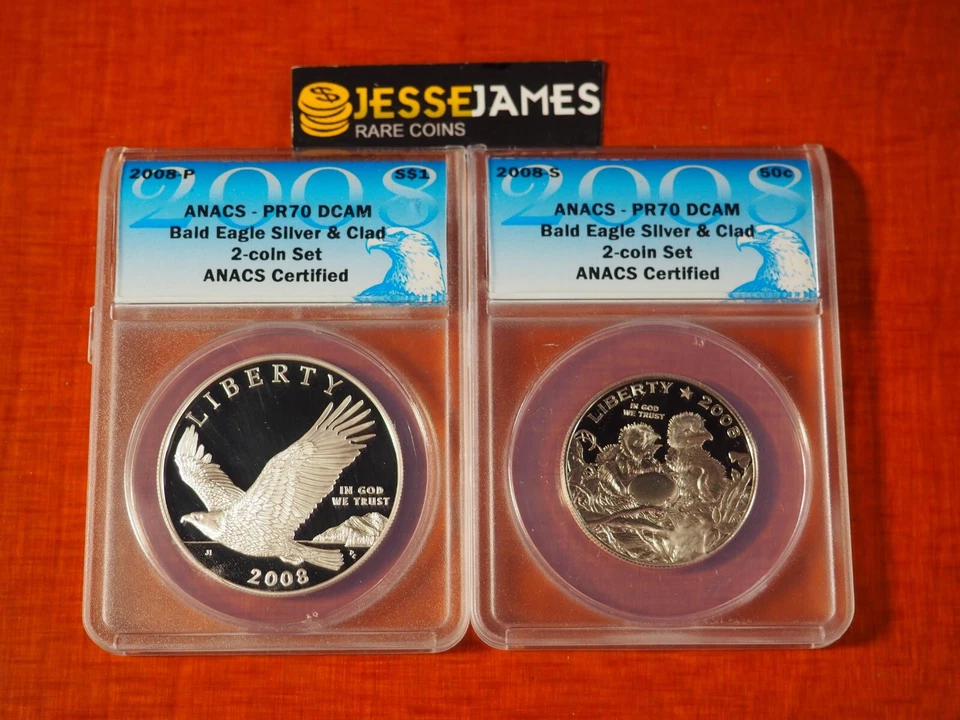 JESSEJAMES
RARE COINS
2008
2008-P S$1
ANACS - PR70 DCAM
Bald Eagle Silver & Clad
2-coin Set
ANACS Certified
2008
2008-S 50c
ANACS - PR70 DCAM
Bald Eagle Silver & Clad
2-coin Set
ANACS Certified
LIBERTY
IN GOD
WE TRUST
2008
LIBERTY ★ 2008
IN GOD
WE TRUST